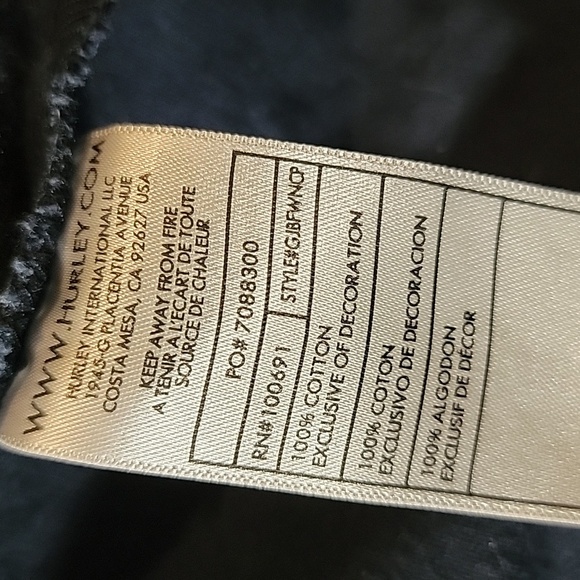 WWW.HURLEY.COM
HURLEY INTERNATIONAL LLC
1945-G PLACENTIA AVENUE
COSTA MESA, CA 92627 USA
KEEP AWAY FROM FIRE
A TENIR A L'ECART DE TOUTE
SOURCE DE CHALEUR
PO# 7088300
RN#100691 STYLE#GJBFWNCP
100% COTTON
EXCLUSIVE OF DECORATION
100% COTON
EXCLUSIVO DE DECORACION
100% ALGODON
EXCLUSIF DE DÉCOR